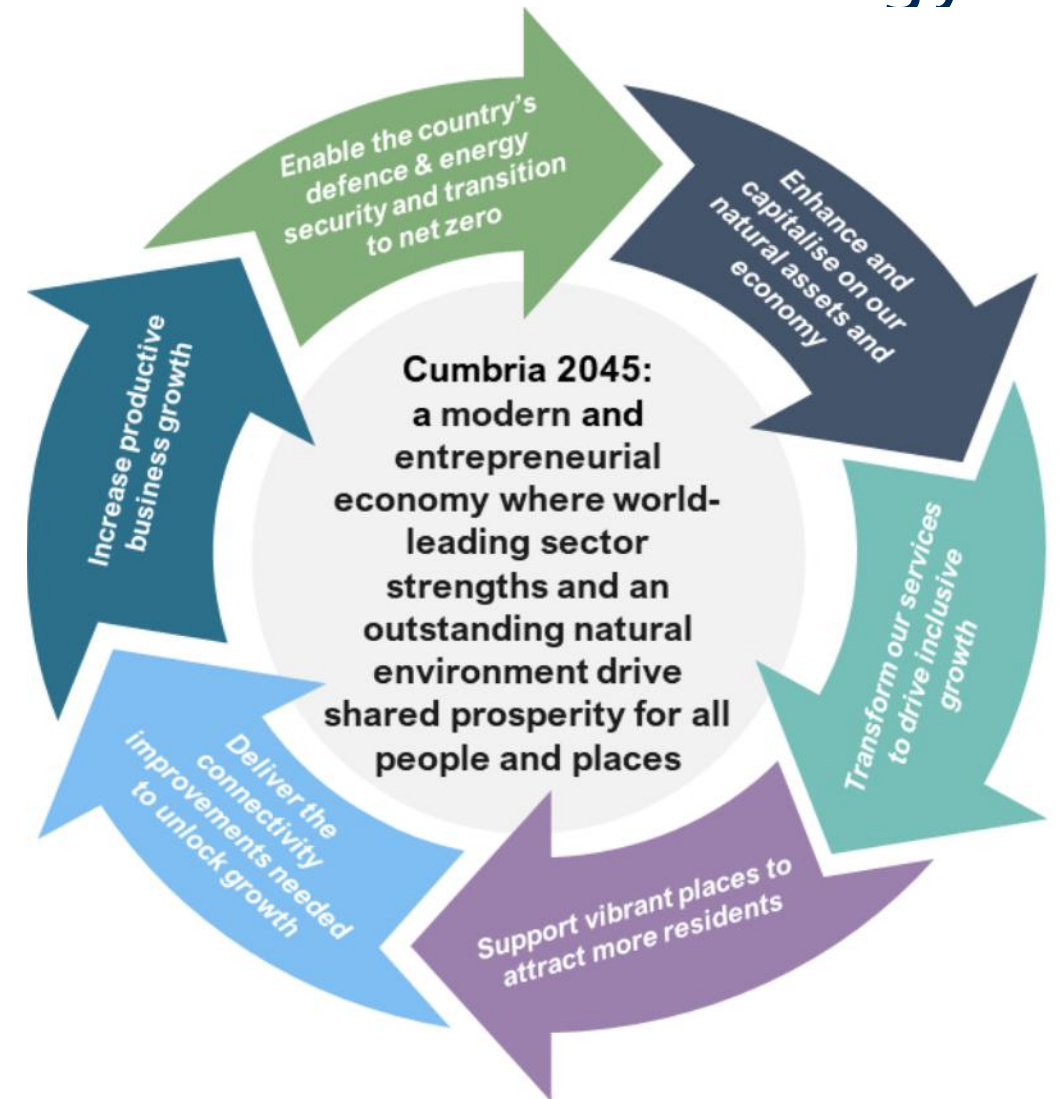 Enable the country's
defence & energy
security and transition
to net zero
Enhance and
capitalise on our
natural assets and
economy
Transform our services
to drive inclusive
growth
Support vibrant places to
attract more residents
Deliver the
connectivity
improvements needed
to unlock growth
Increase productive
business growth
Cumbria 2045:
a modern and
entrepreneurial
economy where world-
leading sector
strengths and an
outstanding natural
environment drive
shared prosperity for all
people and places